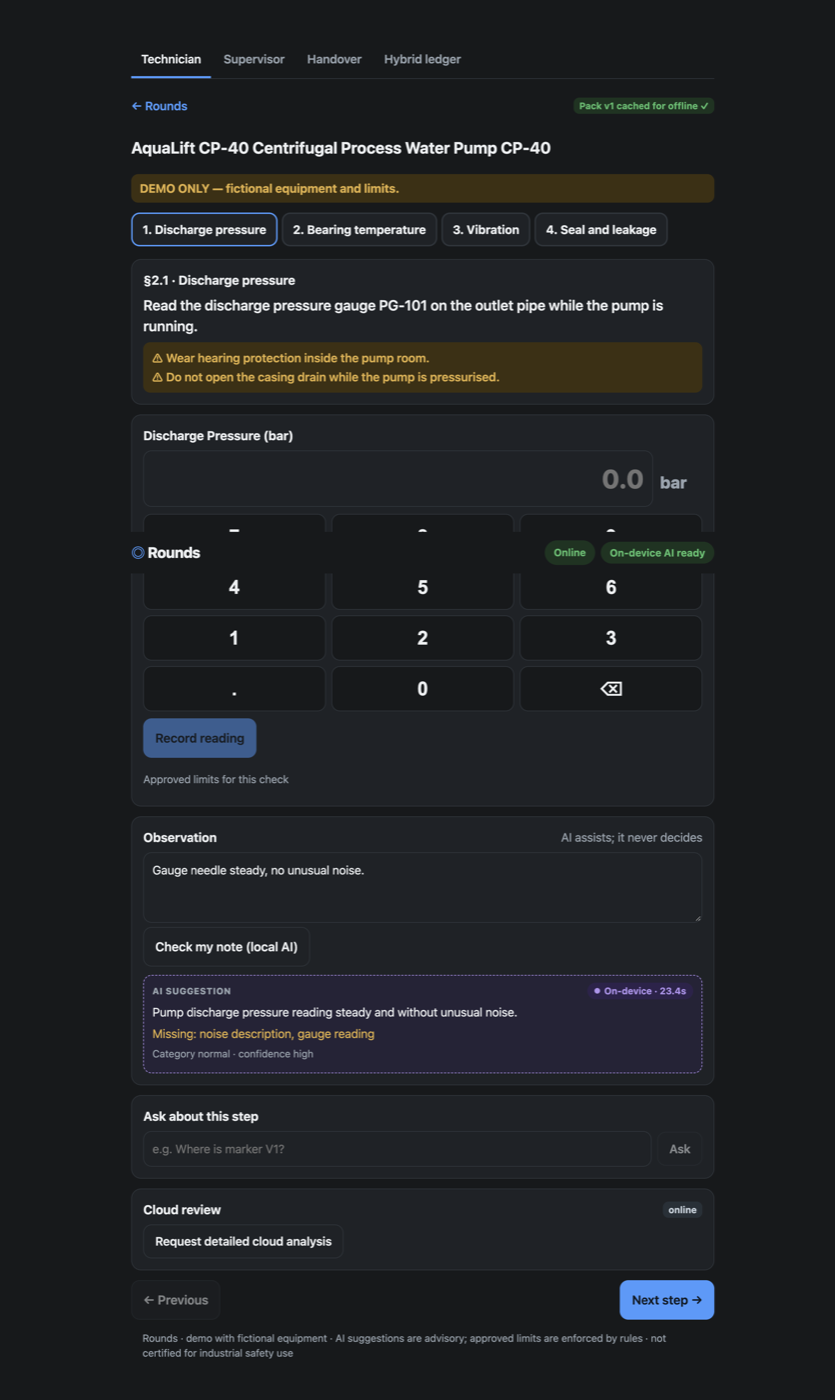 Technician Supervisor Handover Hybrid ledger
← Rounds Pack v1 cached for offline ✓
AquaLift CP-40 Centrifugal Process Water Pump CP-40
DEMO ONLY — fictional equipment and limits.
1. Discharge pressure 2. Bearing temperature 3. Vibration 4. Seal and leakage
§2.1 · Discharge pressure
Read the discharge pressure gauge PG-101 on the outlet pipe while the pump is
running.
⚠ Wear hearing protection inside the pump room.
⚠ Do not open the casing drain while the pump is pressurised.
Discharge Pressure (bar)
0.0 bar
Rounds Online On-device AI ready
4 5 6
1 2 3
. 0 ⌫
Record reading
Approved limits for this check
Observation AI assists; it never decides
Gauge needle steady, no unusual noise.
Check my note (local AI)
AI SUGGESTION ● On-device · 23.4s
Pump discharge pressure reading steady and without unusual noise.
Missing: noise description, gauge reading
Category normal · confidence high
Ask about this step
e.g. Where is marker V1? Ask
Cloud review online
Request detailed cloud analysis
← Previous Next step →
Rounds · demo with fictional equipment · AI suggestions are advisory; approved limits are enforced by rules · not
certified for industrial safety use